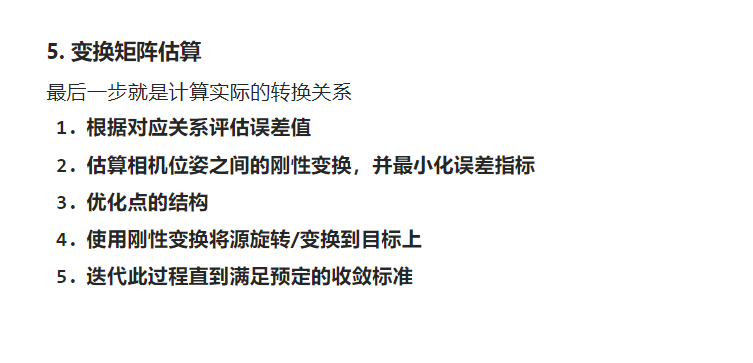 5. 变换矩阵估算
最后一步就是计算实际的转换关系
1. 根据对应关系评估误差值
2. 估算相机位姿之间的刚性变换，并最小化误差指标
3. 优化点的结构
4. 使用刚性变换将源旋转/变换到目标上
5. 迭代此过程直到满足预定的收敛标准